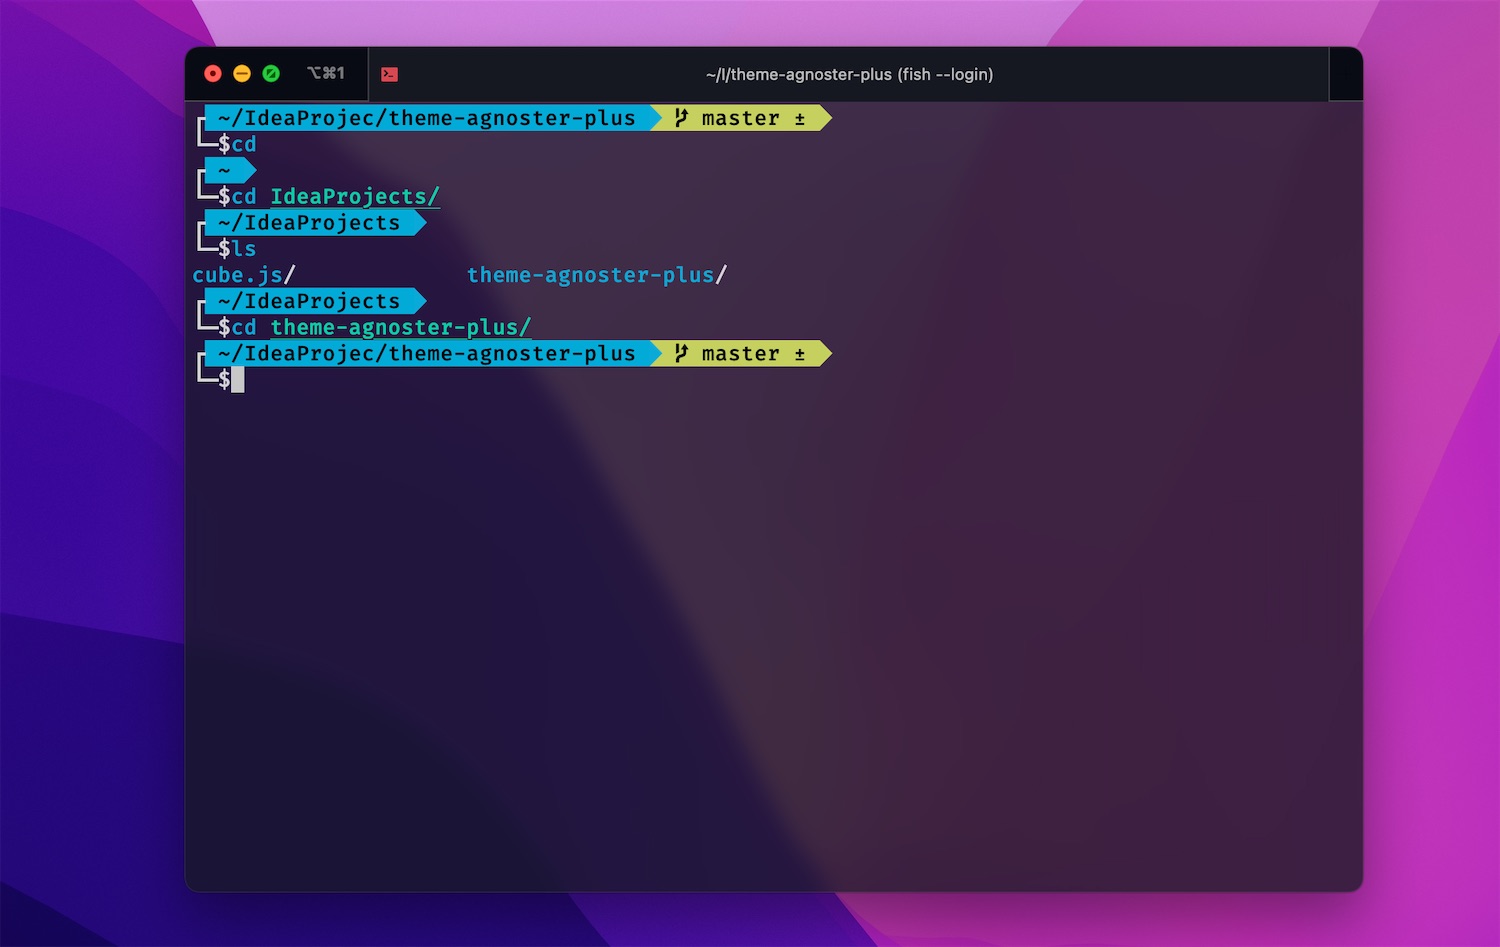 ⌥⌘1 ~/I/theme-agnoster-plus (fish --login)
~/IdeaProjec/theme-agnoster-plus master ±
$cd
~
$cd IdeaProjects/
~/IdeaProjects
$ls
cube.js/ theme-agnoster-plus/
~/IdeaProjects
$cd theme-agnoster-plus/
~/IdeaProjec/theme-agnoster-plus master ±
$